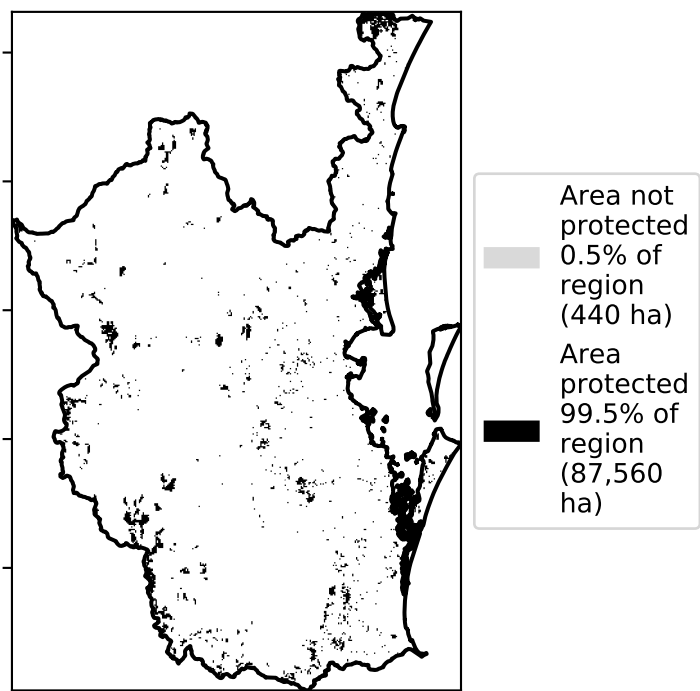 Area not
protected
0.5% of
region
(440 ha)
Area
protected
99.5% of
region
(87,560
ha)